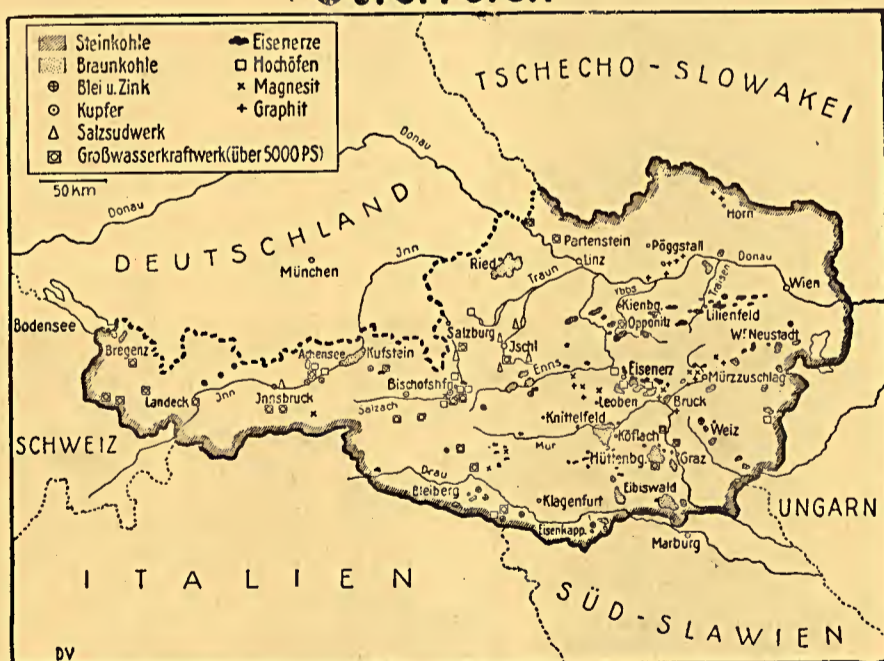 Steinkohle
Braunkohle
Blei u. Zink
Kupfer
Salzsudwerk
Großwasserkraftwerk (über 5000 PS)
Eisenerze
Hochöfen
Magnesit
Graphit
50 km
TSCHECHO-SLOWAKEI
Donau
Donau
DEUTSCHLAND
München
Jnn
Horn
Partenstein
Pöggstall
Ried
Linz
Donau
Traun
Ybbs
Traisen
Wien
Kienbg.
Opponitz
Lilienfeld
Bodensee
Bregenz
Achensee
Kufstein
Salzburg
Jschl
Wr. Neustadt
Enns
Eisenerz
Mürzzuschlag
Bischofshfn
Landeck
Jnn
Jnnsbruck
Salzach
Leoben
Bruck
Knittelfeld
Weiz
SCHWEIZ
Mur
Köflach
Hüttenbg.
Graz
Drau
Bleiberg
Klagenfurt
Eibiswald
UNGARN
Eisenkapp.
Marburg
ITALIEN
SÜD-SLAWIEN
DV